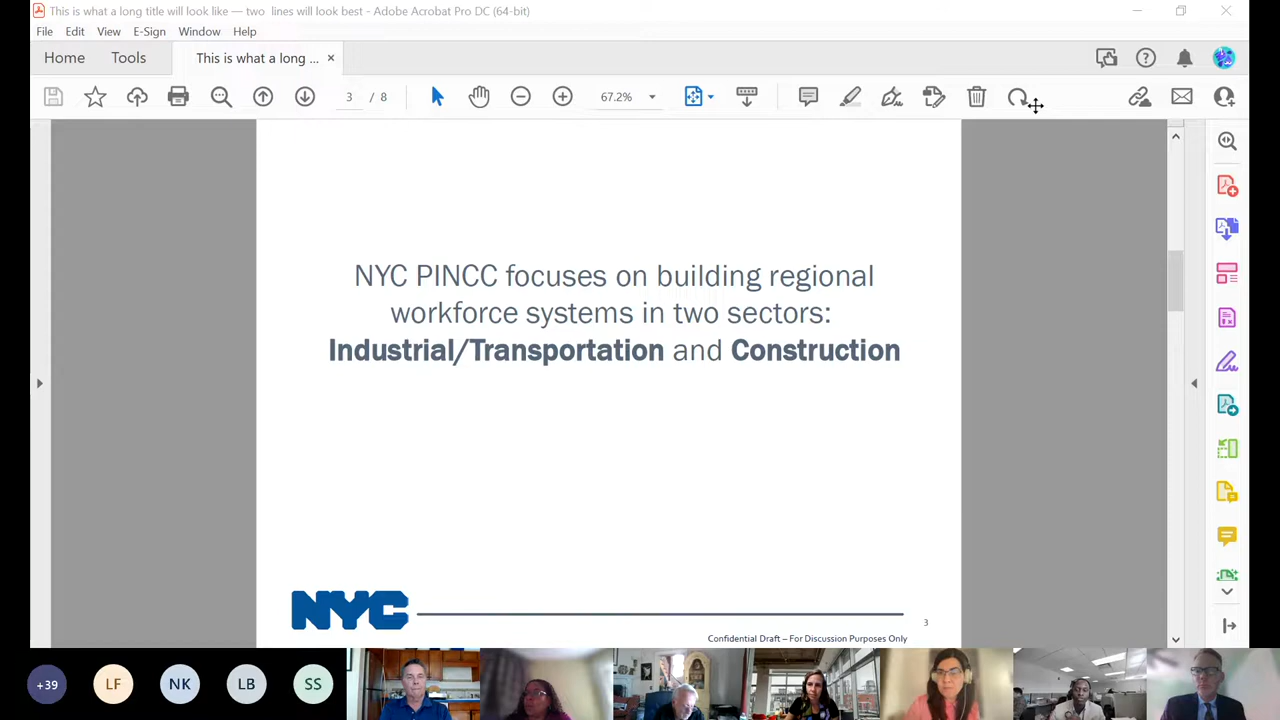 This is what a long title will look like — two lines will look best - Adobe Acrobat Pro DC (64-bit)
File Edit View E-Sign Window Help
Home Tools This is what a long ... ×
3 / 8 67.2%
NYC PINCC focuses on building regional
workforce systems in two sectors:
Industrial/Transportation and Construction
NYC
3
Confidential Draft – For Discussion Purposes Only
+39 LF NK LB SS